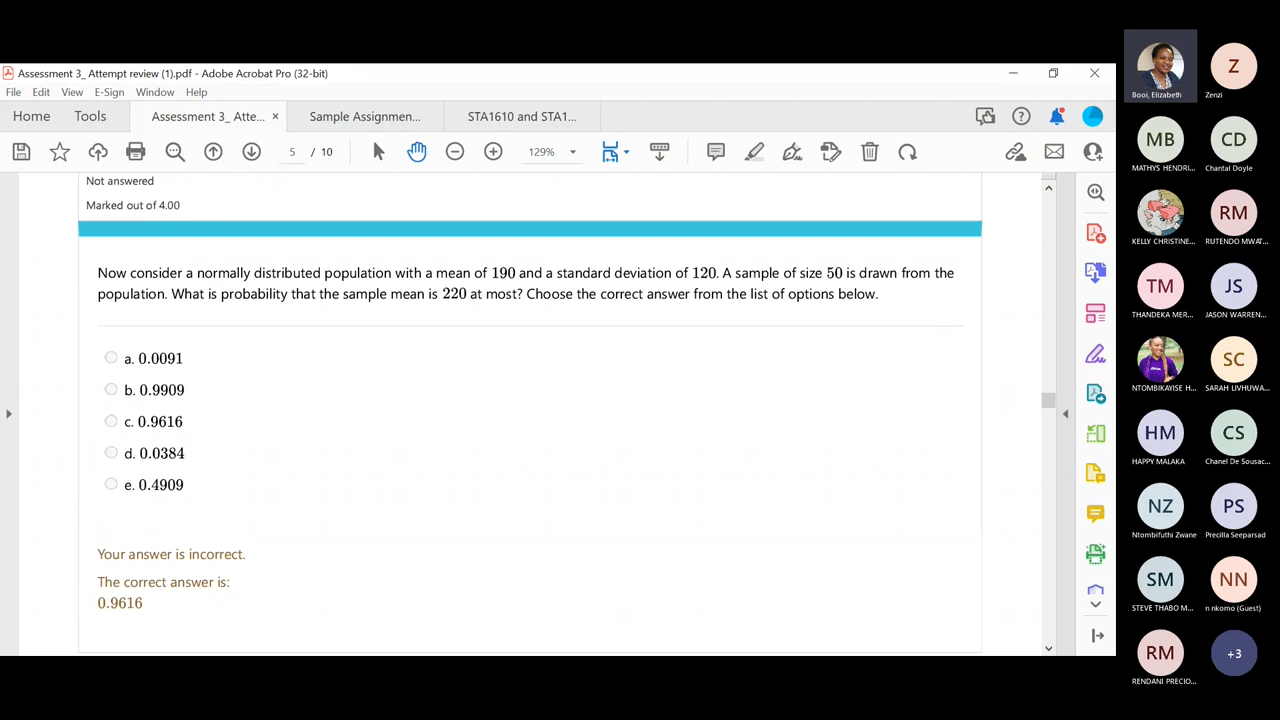 Assessment 3_ Attempt review (1).pdf - Adobe Acrobat Pro (32-bit)
File Edit View E-Sign Window Help
Home Tools Assessment 3_ Atte... × Sample Assignmen... STA1610 and STA1...
5 / 10 129%
Not answered
Marked out of 4.00
Now consider a normally distributed population with a mean of 190 and a standard deviation of 120. A sample of size 50 is drawn from the
population. What is probability that the sample mean is 220 at most? Choose the correct answer from the list of options below.
a. 0.0091
b. 0.9909
c. 0.9616
d. 0.0384
e. 0.4909
Your answer is incorrect.
The correct answer is:
0.9616
Booi, Elizabeth
Z
Zenzi
MB
MATHYS HENDRI...
CD
Chantal Doyle
KELLY CHRISTINE...
RM
RUTENDO MWAT...
TM
THANDEKA MER...
JS
JASON WARREN...
NTOMBIKAYISE H...
SC
SARAH LIVHUWA...
HM
HAPPY MALAKA
CS
Chanel De Sousa...
NZ
Ntombifuthi Zwane
PS
Precilla Seeparsad
SM
STEVE THABO M...
NN
n nkomo (Guest)
RM
RENDANI PRECIO...
+3